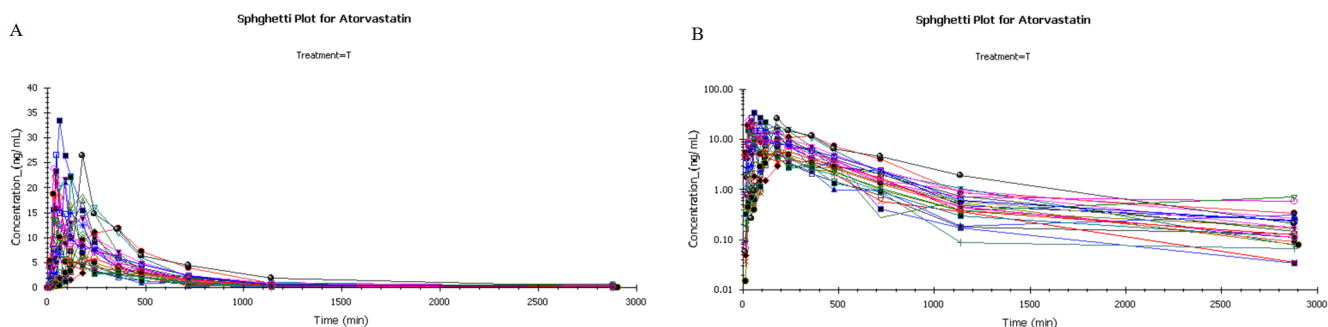 A
Sphghetti Plot for Atorvastatin
Treatment=T
Concentration_(ng/mL)
40
35
30
25
20
15
10
5
0
0
500
1000
1500
2000
2500
3000
Time (min)
B
Sphghetti Plot for Atorvastatin
Treatment=T
Concentration_(ng/mL)
100.00
10.00
1.00
0.10
0.01
0
500
1000
1500
2000
2500
3000
Time (min)